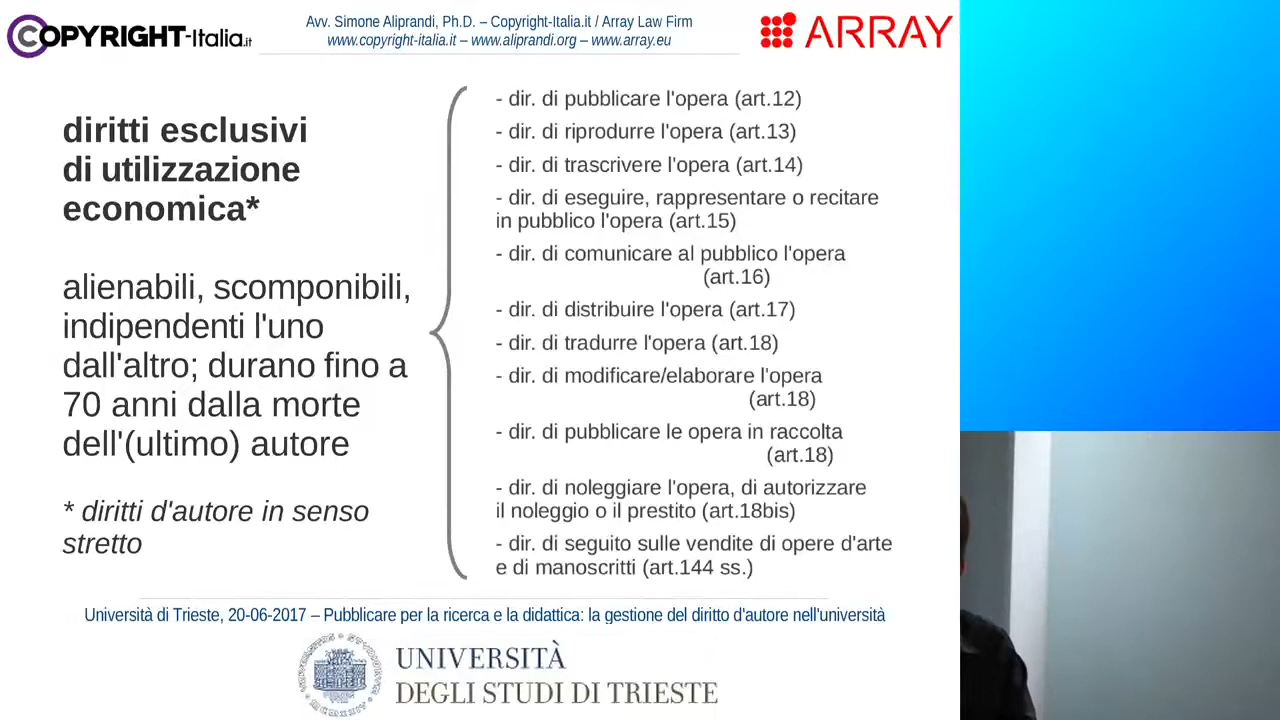 COPYRIGHT-Italia.it
Avv. Simone Aliprandi, Ph.D. – Copyright-Italia.it / Array Law Firm
www.copyright-italia.it – www.aliprandi.org – www.array.eu
ARRAY
diritti esclusivi
di utilizzazione
economica*
alienabili, scomponibili,
indipendenti l'uno
dall'altro; durano fino a
70 anni dalla morte
dell'(ultimo) autore
* diritti d'autore in senso
stretto
- dir. di pubblicare l'opera (art.12)
- dir. di riprodurre l'opera (art.13)
- dir. di trascrivere l'opera (art.14)
- dir. di eseguire, rappresentare o recitare
in pubblico l'opera (art.15)
- dir. di comunicare al pubblico l'opera
(art.16)
- dir. di distribuire l'opera (art.17)
- dir. di tradurre l'opera (art.18)
- dir. di modificare/elaborare l'opera
(art.18)
- dir. di pubblicare le opera in raccolta
(art.18)
- dir. di noleggiare l'opera, di autorizzare
il noleggio o il prestito (art.18bis)
- dir. di seguito sulle vendite di opere d'arte
e di manoscritti (art.144 ss.)
Università di Trieste, 20-06-2017 – Pubblicare per la ricerca e la didattica: la gestione del diritto d'autore nell'università
UNIVERSITÀ
DEGLI STUDI DI TRIESTE